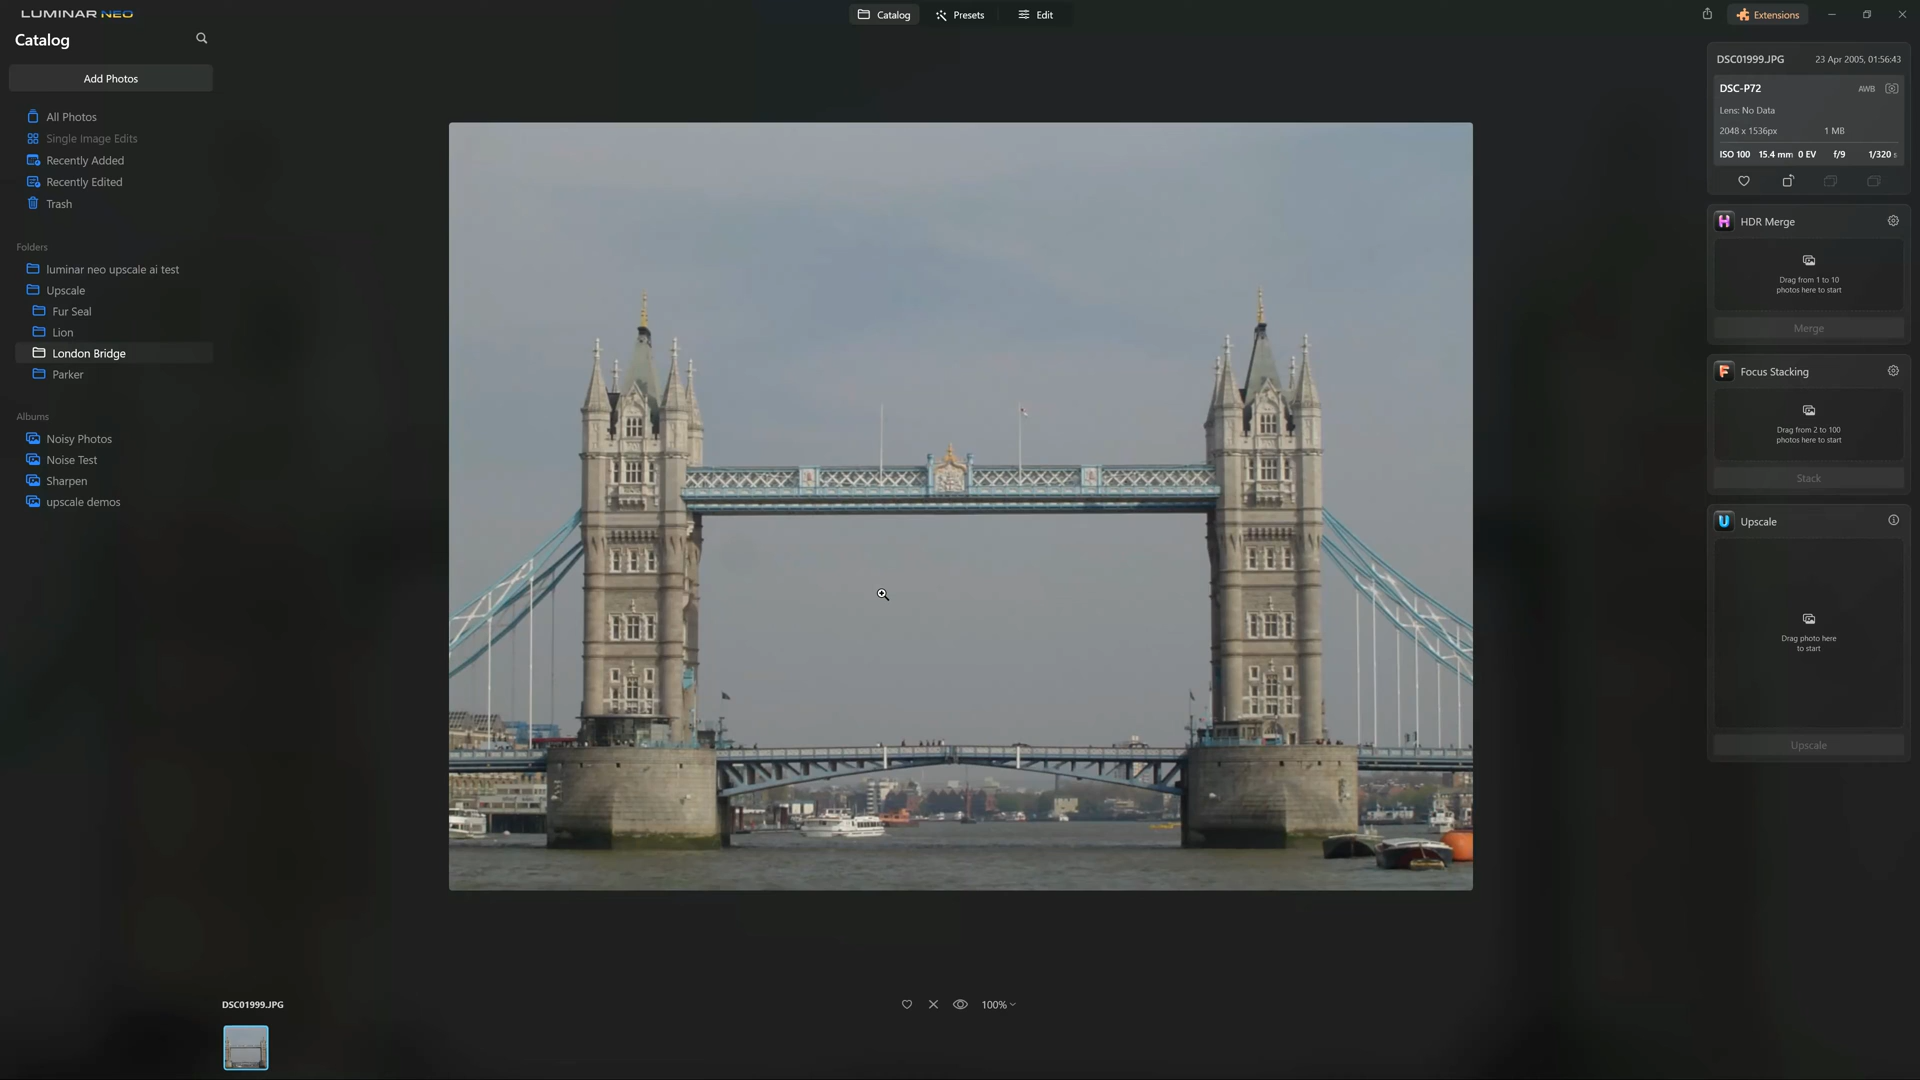 LUMINAR NEO
Catalog
Presets
Edit
Extensions
Catalog
Add Photos
All Photos
Single Image Edits
Recently Added
Recently Edited
Trash
Folders
luminar neo upscale ai test
Upscale
Fur Seal
Lion
London Bridge
Parker
Albums
Noisy Photos
Noise Test
Sharpen
upscale demos
DSC01999.JPG 23 Apr 2005, 01:56:43
DSC-P72 AWB
Lens: No Data
2048 x 1536px 1 MB
ISO 100 15.4 mm 0 EV f/9 1/320 s
HDR Merge
Drag from 1 to 10
photos here to start
Merge
Focus Stacking
Drag from 2 to 100
photos here to start
Stack
Upscale
Drag photo here
to start
Upscale
DSC01999.JPG
100%